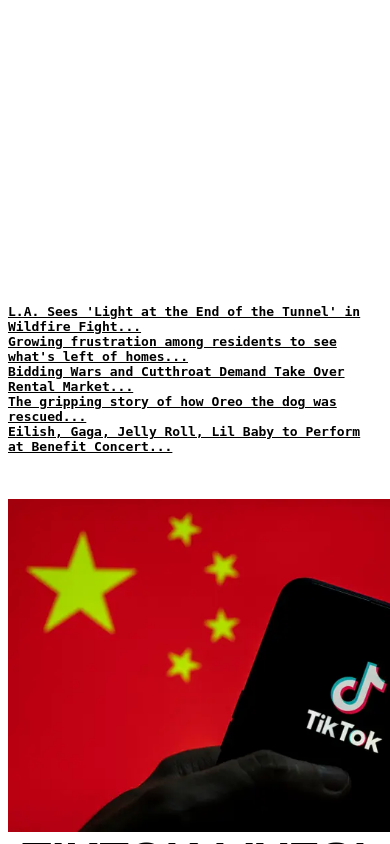 L.A. Sees 'Light at the End of the Tunnel' in
Wildfire Fight...
Growing frustration among residents to see
what's left of homes...
Bidding Wars and Cutthroat Demand Take Over
Rental Market...
The gripping story of how Oreo the dog was
rescued...
Eilish, Gaga, Jelly Roll, Lil Baby to Perform
at Benefit Concert...
TikTok